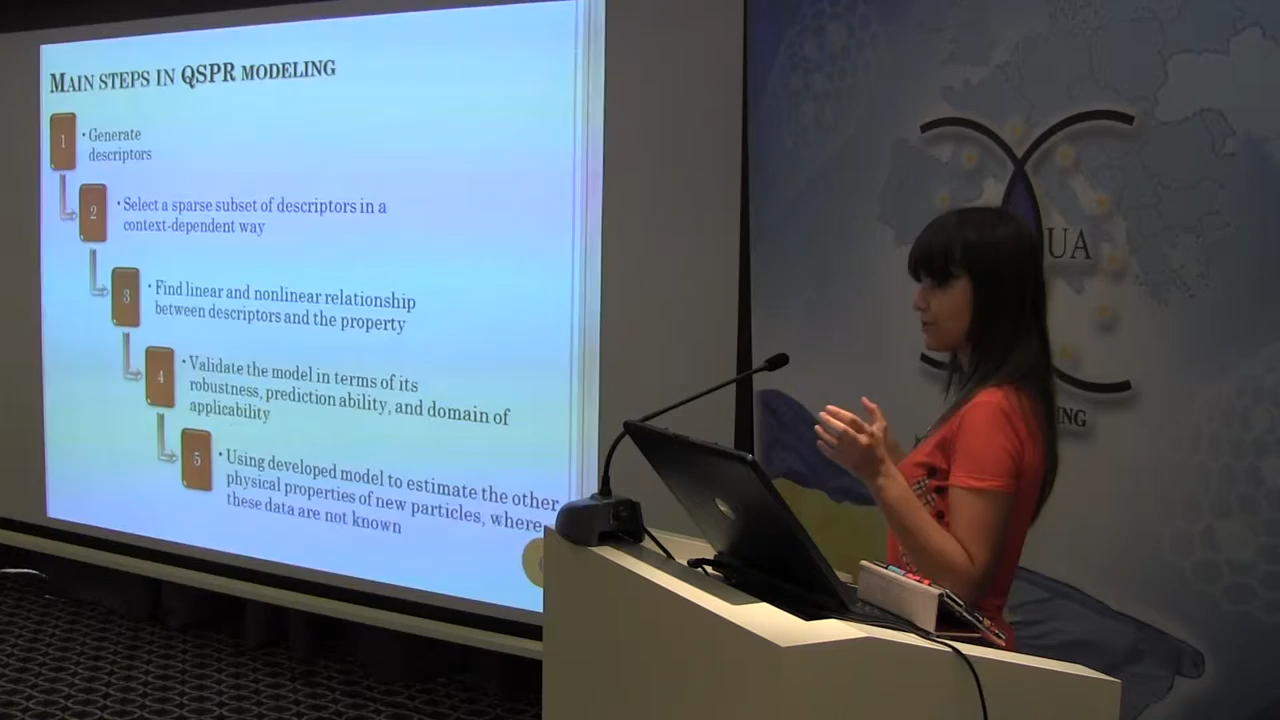 MAIN STEPS IN QSPR MODELING
1
• Generate
descriptors
2
• Select a sparse subset of descriptors in a
context-dependent way
3
• Find linear and nonlinear relationship
between descriptors and the property
4
• Validate the model in terms of its
robustness, prediction ability, and domain of
applicability
5
• Using developed model to estimate the other
physical properties of new particles, where
these data are not known
UA
ING